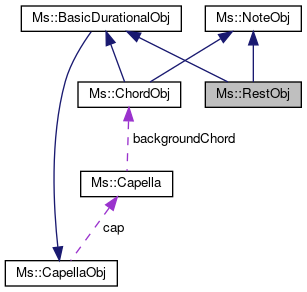 Ms::BasicDurationalObj
Ms::NoteObj
Ms::ChordObj
Ms::RestObj
backgroundChord
Ms::Capella
cap
Ms::CapellaObj